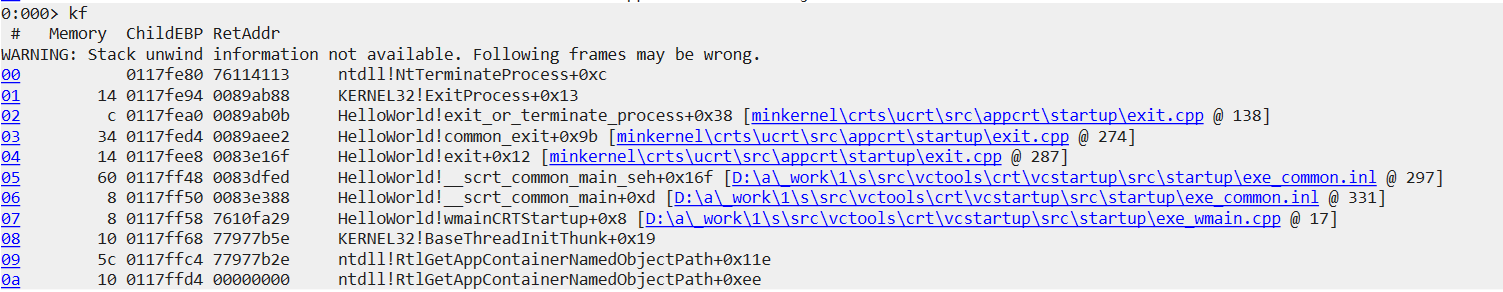 0:000> kf
 #   Memory  ChildEBP RetAddr
WARNING: Stack unwind information not available. Following frames may be wrong.
00           0117fe80 76114113     ntdll!NtTerminateProcess+0xc
01        14 0117fe94 0089ab88     KERNEL32!ExitProcess+0x13
02         c 0117fea0 0089ab0b     HelloWorld!exit_or_terminate_process+0x38 [minkernel\crts\ucrt\src\appcrt\startup\exit.cpp @ 138]
03        34 0117fed4 0089aee2     HelloWorld!common_exit+0x9b [minkernel\crts\ucrt\src\appcrt\startup\exit.cpp @ 274]
04        14 0117fee8 0083e16f     HelloWorld!exit+0x12 [minkernel\crts\ucrt\src\appcrt\startup\exit.cpp @ 287]
05        60 0117ff48 0083dfed     HelloWorld!__scrt_common_main_seh+0x16f [D:\a\_work\1\s\src\vctools\crt\vcstartup\src\startup\exe_common.inl @ 297]
06         8 0117ff50 0083e388     HelloWorld!__scrt_common_main+0xd [D:\a\_work\1\s\src\vctools\crt\vcstartup\src\startup\exe_common.inl @ 331]
07         8 0117ff58 7610fa29     HelloWorld!wmainCRTStartup+0x8 [D:\a\_work\1\s\src\vctools\crt\vcstartup\src\startup\exe_wmain.cpp @ 17]
08        10 0117ff68 77977b5e     KERNEL32!BaseThreadInitThunk+0x19
09        5c 0117ffc4 77977b2e     ntdll!RtlGetAppContainerNamedObjectPath+0x11e
0a        10 0117ffd4 00000000     ntdll!RtlGetAppContainerNamedObjectPath+0xee